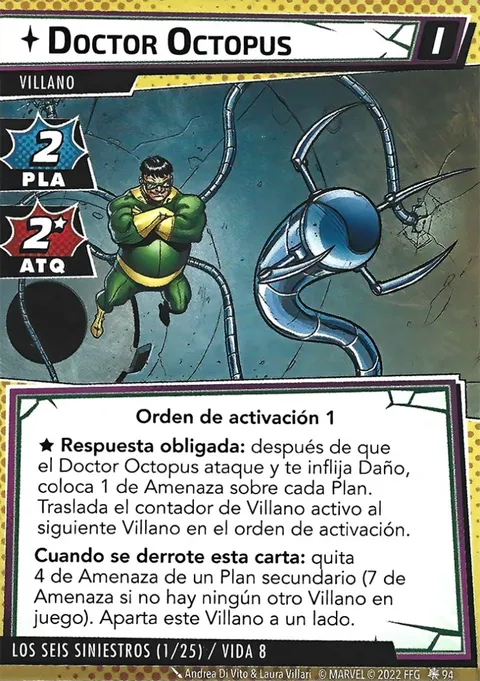 DOCTOR OCTOPUS
I
VILLANO
2
PLA
2★
ATQ
Orden de activación 1
★ Respuesta obligada: después de que
el Doctor Octopus ataque y te inflija Daño,
coloca 1 de Amenaza sobre cada Plan.
Traslada el contador de Villano activo al
siguiente Villano en el orden de activación.
Cuando se derrote esta carta: quita
4 de Amenaza de un Plan secundario (7 de
Amenaza si no hay ningún otro Villano en
juego). Aparta este Villano a un lado.
LOS SEIS SINIESTROS (1/25) / VIDA 8
Andrea Di Vito & Laura Villari © MARVEL © 2022 FFG 94